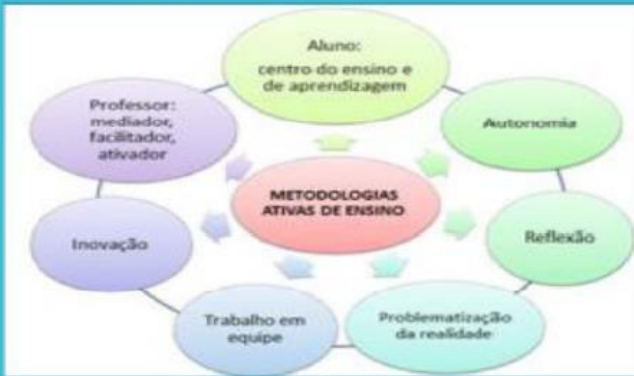 Aluno:
centro do ensino e
de aprendizagem
Autonomia
Reflexão
Problematização
da realidade
Trabalho em
equipe
Inovação
Professor:
mediador,
facilitador,
ativador
METODOLOGIAS
ATIVAS DE ENSINO